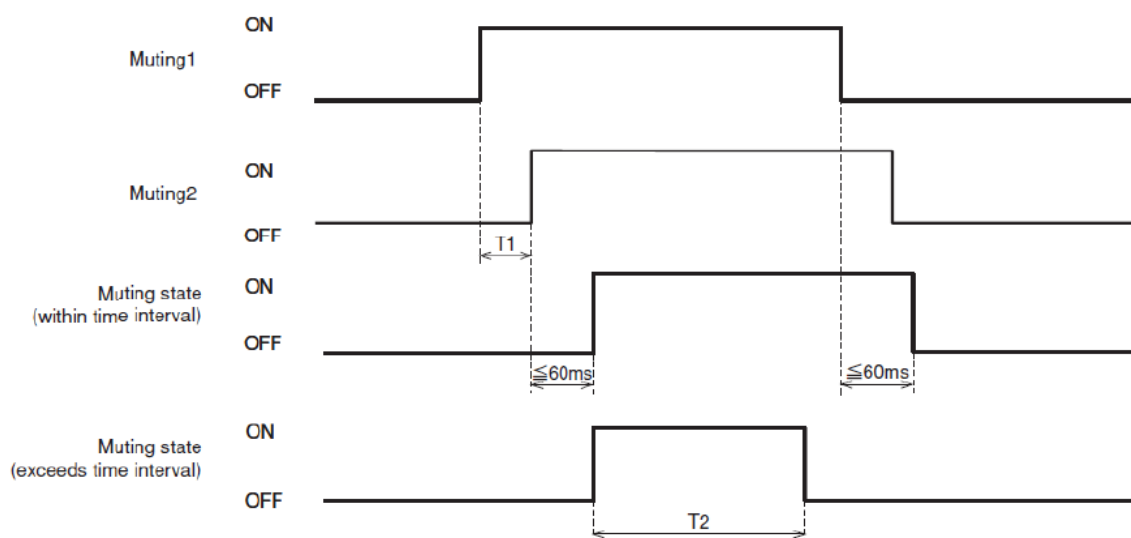 ON
Muting1
OFF
ON
Muting2
OFF
T1
Muting state
(within time interval)
ON
OFF
≦60ms
≦60ms
Muting state
(exceeds time interval)
ON
OFF
T2